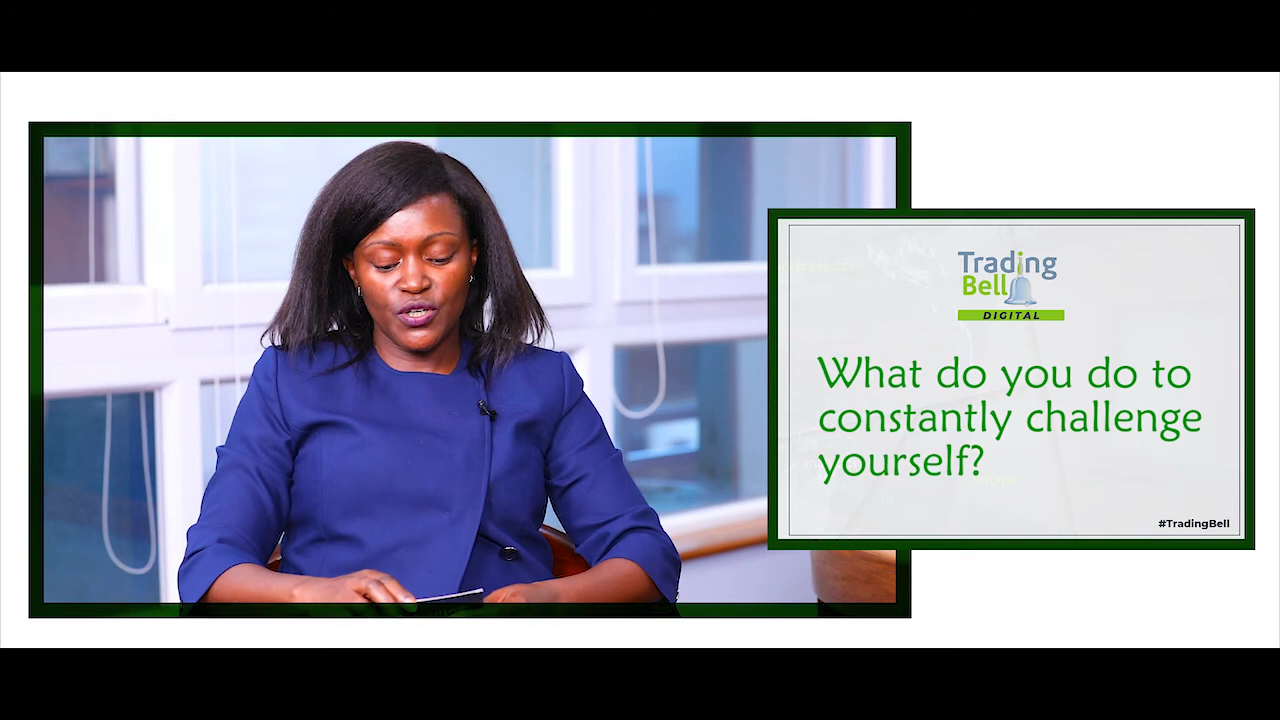 Trading
Bell
DIGITAL
What do you do to
constantly challenge
yourself?
#TradingBell